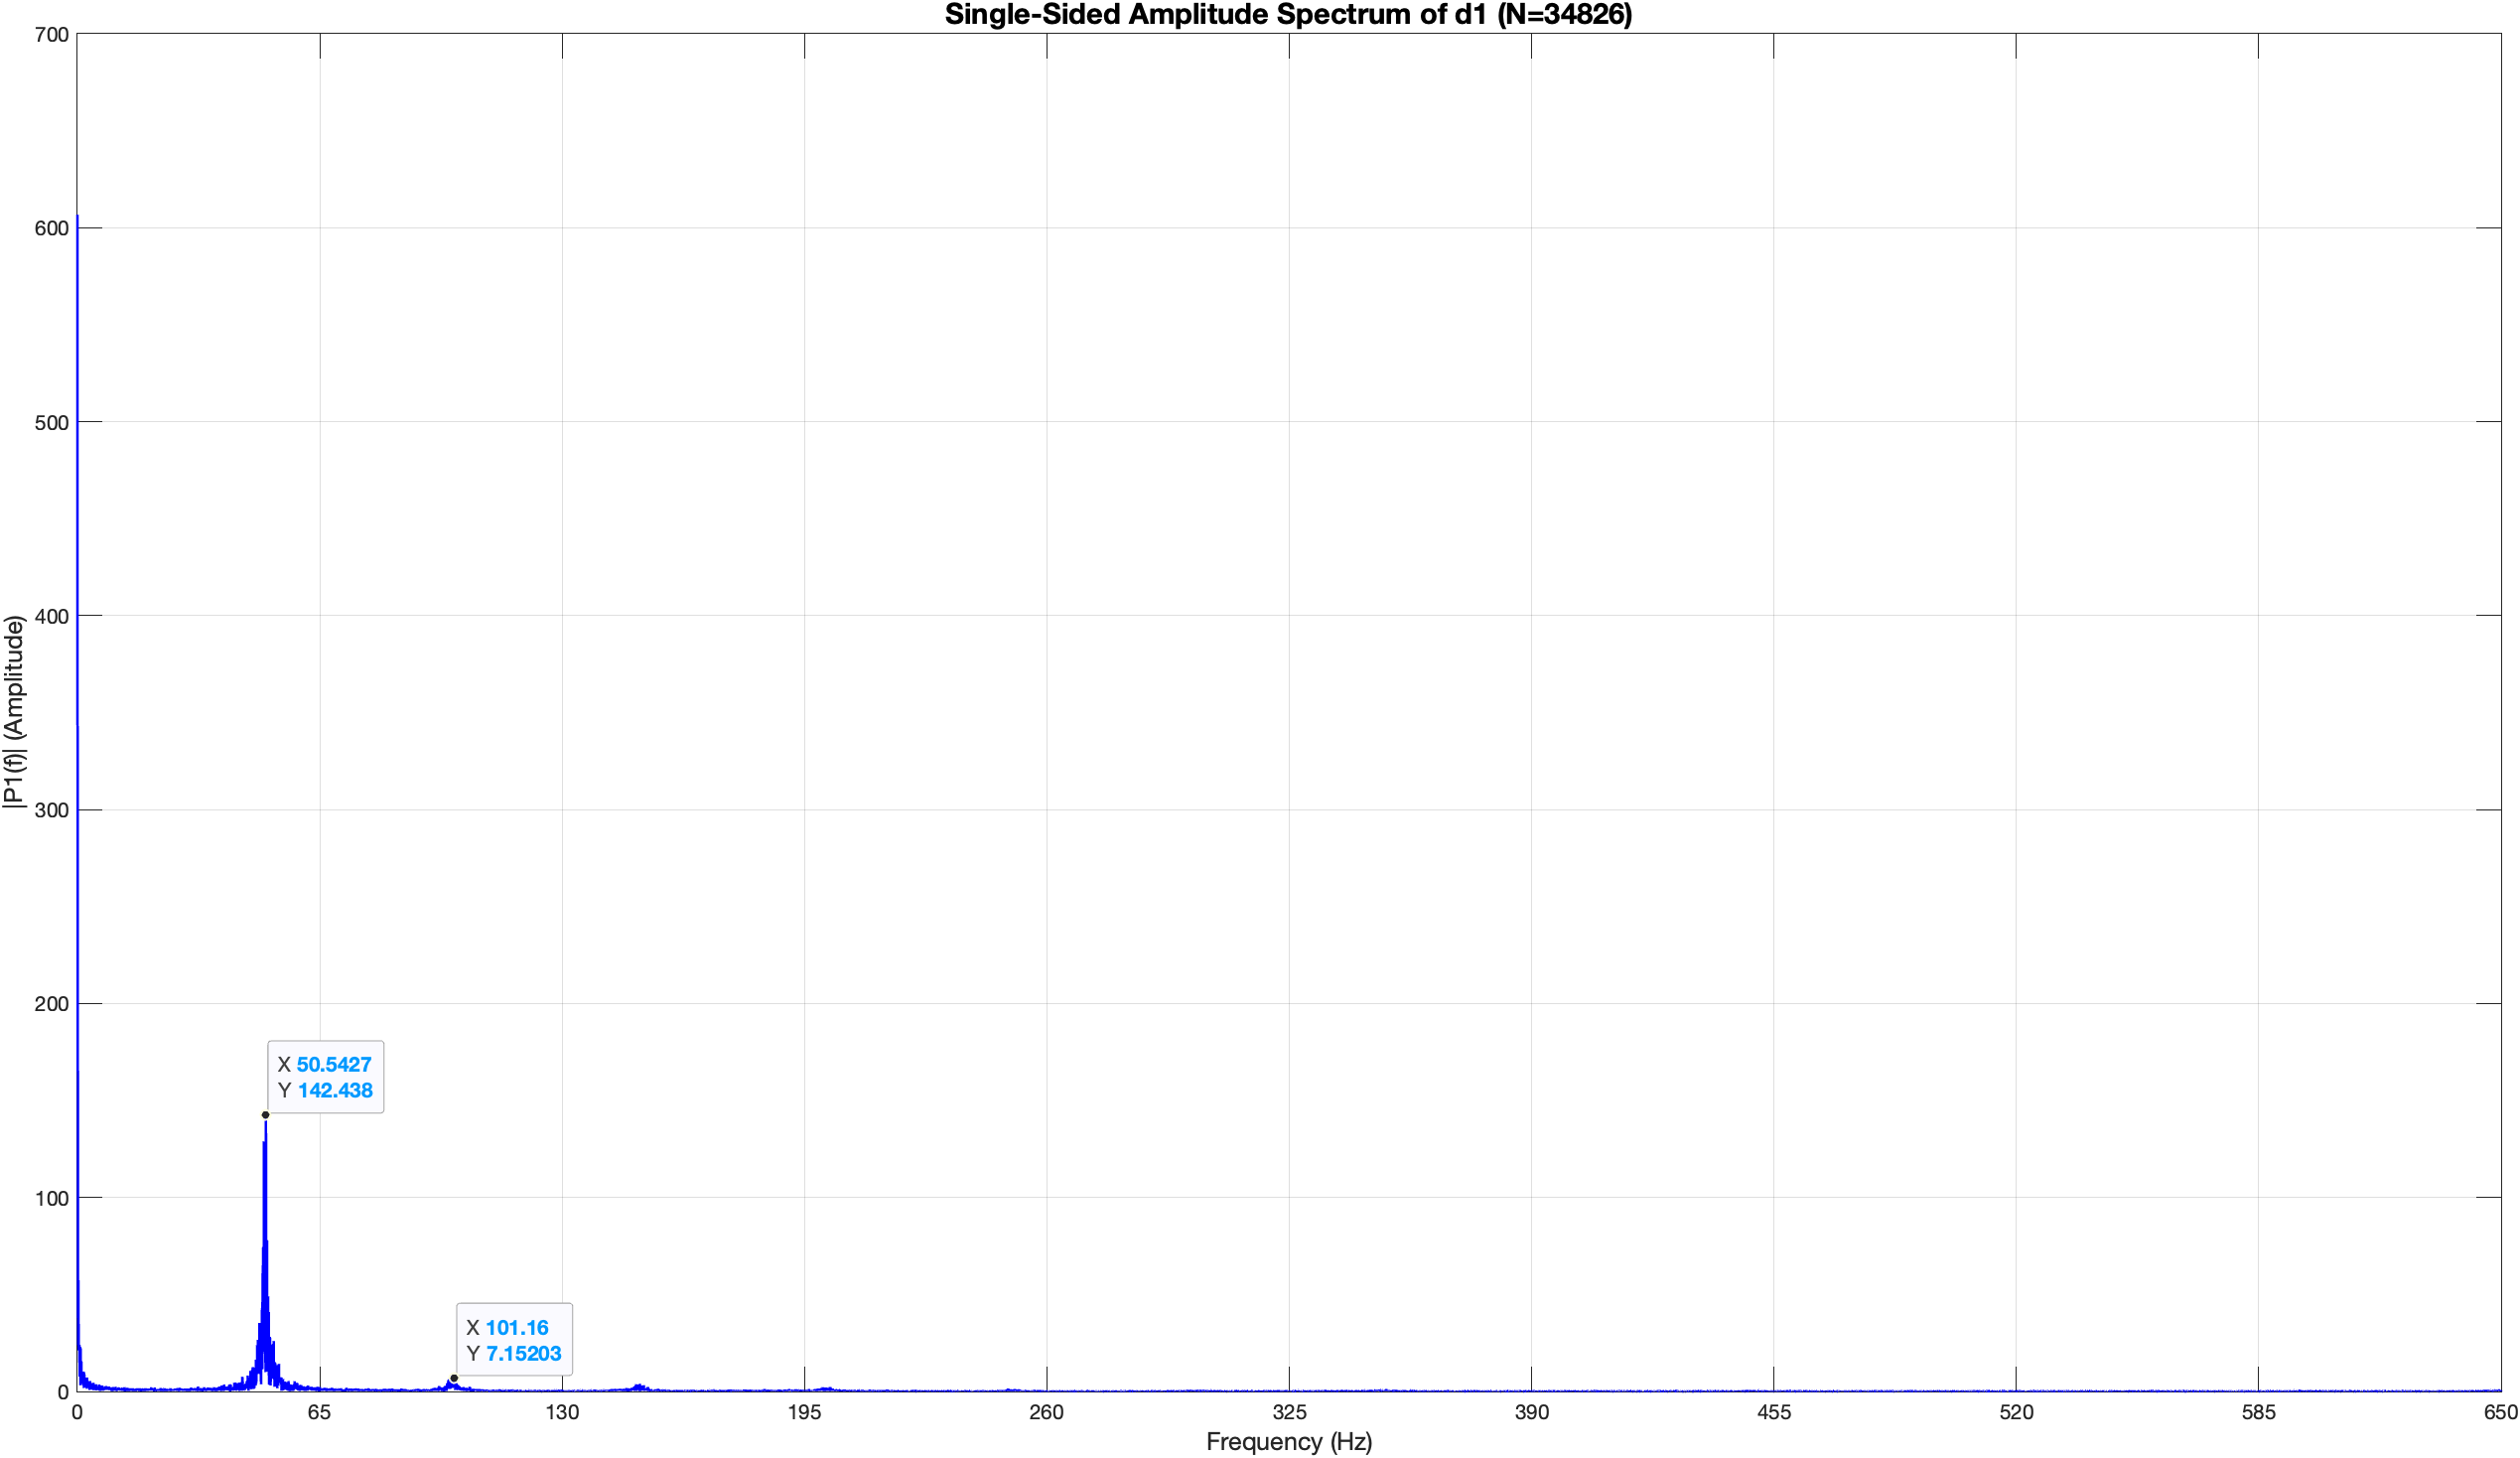 Single-Sided Amplitude Spectrum of d1 (N=34826)
700
600
500
400
300
200
100
0
|P1(f)| (Amplitude)
X 50.5427
Y 142.438
X 101.16
Y 7.15203
0 65 130 195 260 325 390 455 520 585 650
Frequency (Hz)